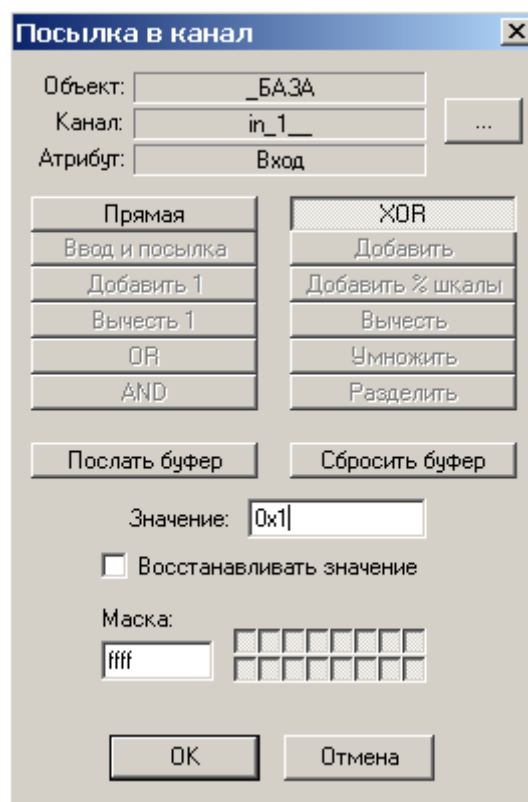 Посылка в канал
Объект: _БАЗА
Канал: in_1__
...
Атрибут: Вход
Прямая XOR
Ввод и посылка Добавить
Добавить 1 Добавить % шкалы
Вычесть 1 Вычесть
OR Умножить
AND Разделить
Послать буфер Сбросить буфер
Значение: 0x1
Восстанавливать значение
Маска:
ffff
OK Отмена